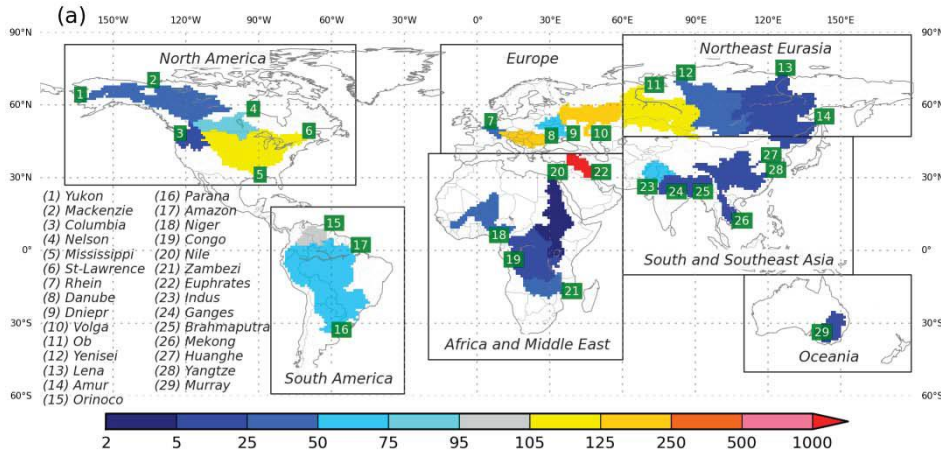 (a)
150°W 120°W 90°W 60°W 30°W 0°E 30°E 60°E 90°E 120°E 150°E
90°N 90°N
North America Europe Northeast Eurasia
1 2 3 4 5 6 7 8 9 10 11 12 13 14
60°N 60°N
30°N 30°N
20 22 23 24 25 26 27 28
(1) Yukon (16) Parana
(2) Mackenzie (17) Amazon
(3) Columbia (18) Niger
(4) Nelson (19) Congo
(5) Mississippi (20) Nile
(6) St-Lawrence (21) Zambezi
(7) Rhein (22) Euphrates
(8) Danube (23) Indus
(9) Dniepr (24) Ganges
(10) Volga (25) Brahmaputra
(11) Ob (26) Mekong
(12) Yenisei (27) Huanghe
(13) Lena (28) Yangtze
(14) Amur (29) Murray
(15) Orinoco
15 17 18 19
0° 0°
South and Southeast Asia
16 21 29
30°S 30°S
Africa and Middle East
Oceania
South America
60°S 60°S
2 5 25 50 75 95 105 125 250 500 1000